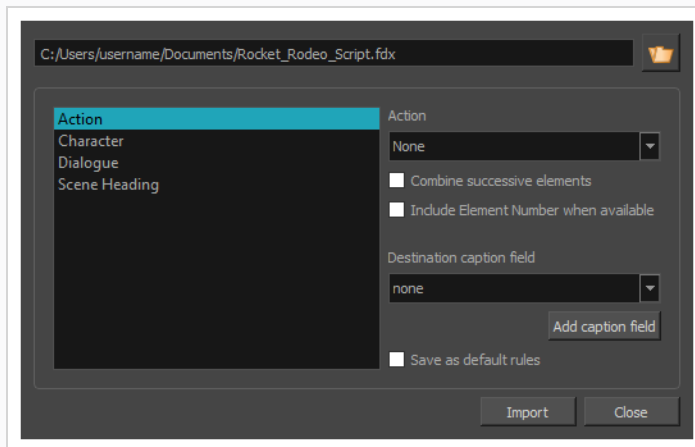 C:/Users/username/Documents/Rocket_Rodeo_Script.fdx
Action
Character
Dialogue
Scene Heading
Action
None
Combine successive elements
Include Element Number when available
Destination caption field
none
Add caption field
Save as default rules
Import
Close